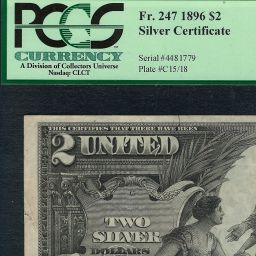 PCGS
CURRENCY
A Division of Collectors Universe
Nasdaq: CLCT
Fr. 247 1896 $2
Silver Certificate
Serial#4481779
Plate #C15/18
THIS CERTIFIES THAT THERE HAVE BEEN
2 UNITED
TWO
SILVER
DOLLARS